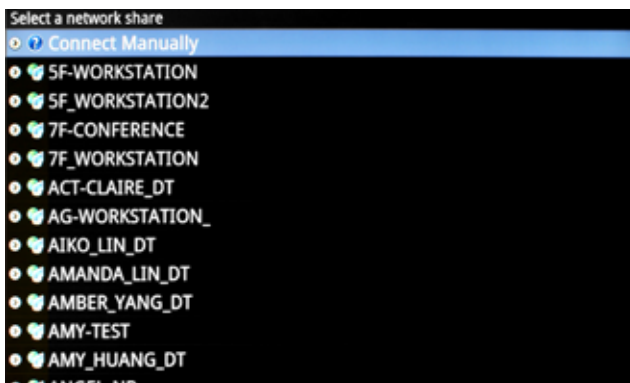 Select a network share
Connect Manually
5F-WORKSTATION
5F_WORKSTATION2
7F-CONFERENCE
7F_WORKSTATION
ACT-CLAIRE_DT
AG-WORKSTATION_
AIKO_LIN_DT
AMANDA_LIN_DT
AMBER_YANG_DT
AMY-TEST
AMY_HUANG_DT